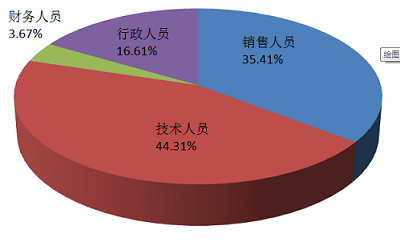 财务人员
3.67%
行政人员
16.61%
销售人员
35.41%
绘图
技术人员
44.31%